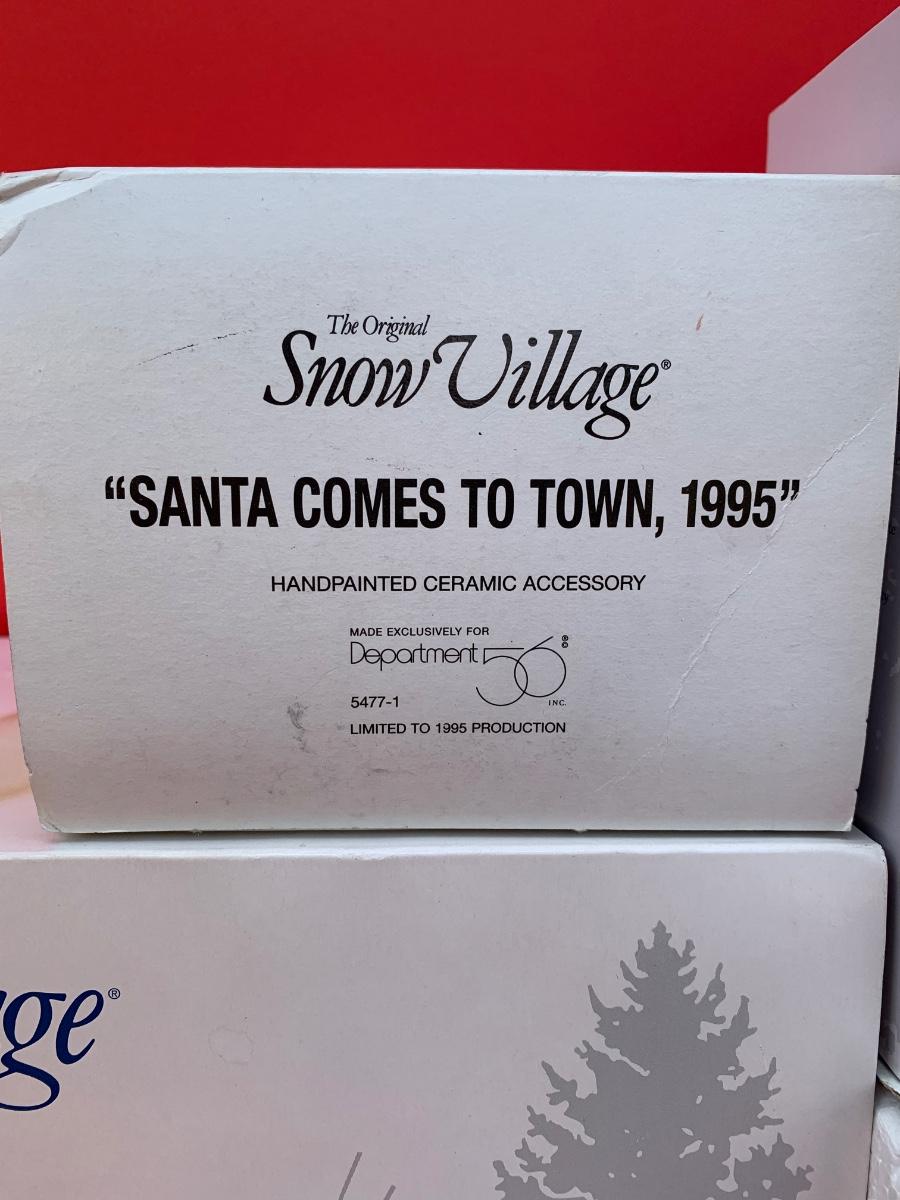 The Original
Snow Village®
“SANTA COMES TO TOWN, 1995”
HANDPAINTED CERAMIC ACCESSORY
MADE EXCLUSIVELY FOR
Department 56 ®©
5477-1 INC.
LIMITED TO 1995 PRODUCTION
ge®